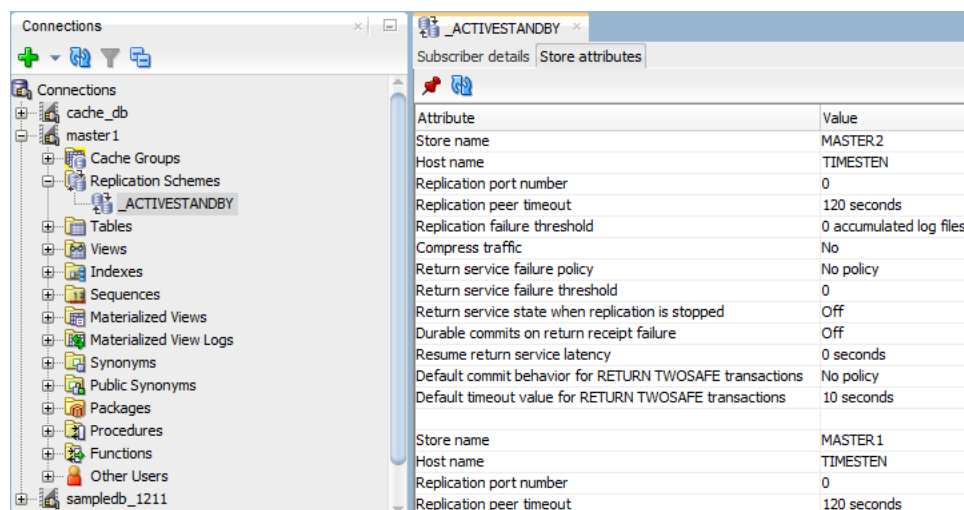 Connections
Connections
cache_db
master1
Cache Groups
Replication Schemes
_ACTIVESTANDBY
Tables
Views
Indexes
Sequences
Materialized Views
Materialized View Logs
Synonyms
Public Synonyms
Packages
Procedures
Functions
Other Users
sampledb_1211
_ACTIVESTANDBY
Subscriber details Store attributes
Attribute Value
Store name MASTER2
Host name TIMESTEN
Replication port number 0
Replication peer timeout 120 seconds
Replication failure threshold 0 accumulated log files
Compress traffic No
Return service failure policy No policy
Return service failure threshold 0
Return service state when replication is stopped Off
Durable commits on return receipt failure Off
Resume return service latency 0 seconds
Default commit behavior for RETURN TWOSAFE transactions No policy
Default timeout value for RETURN TWOSAFE transactions 10 seconds
Store name MASTER1
Host name TIMESTEN
Replication port number 0
Replication peer timeout 120 seconds